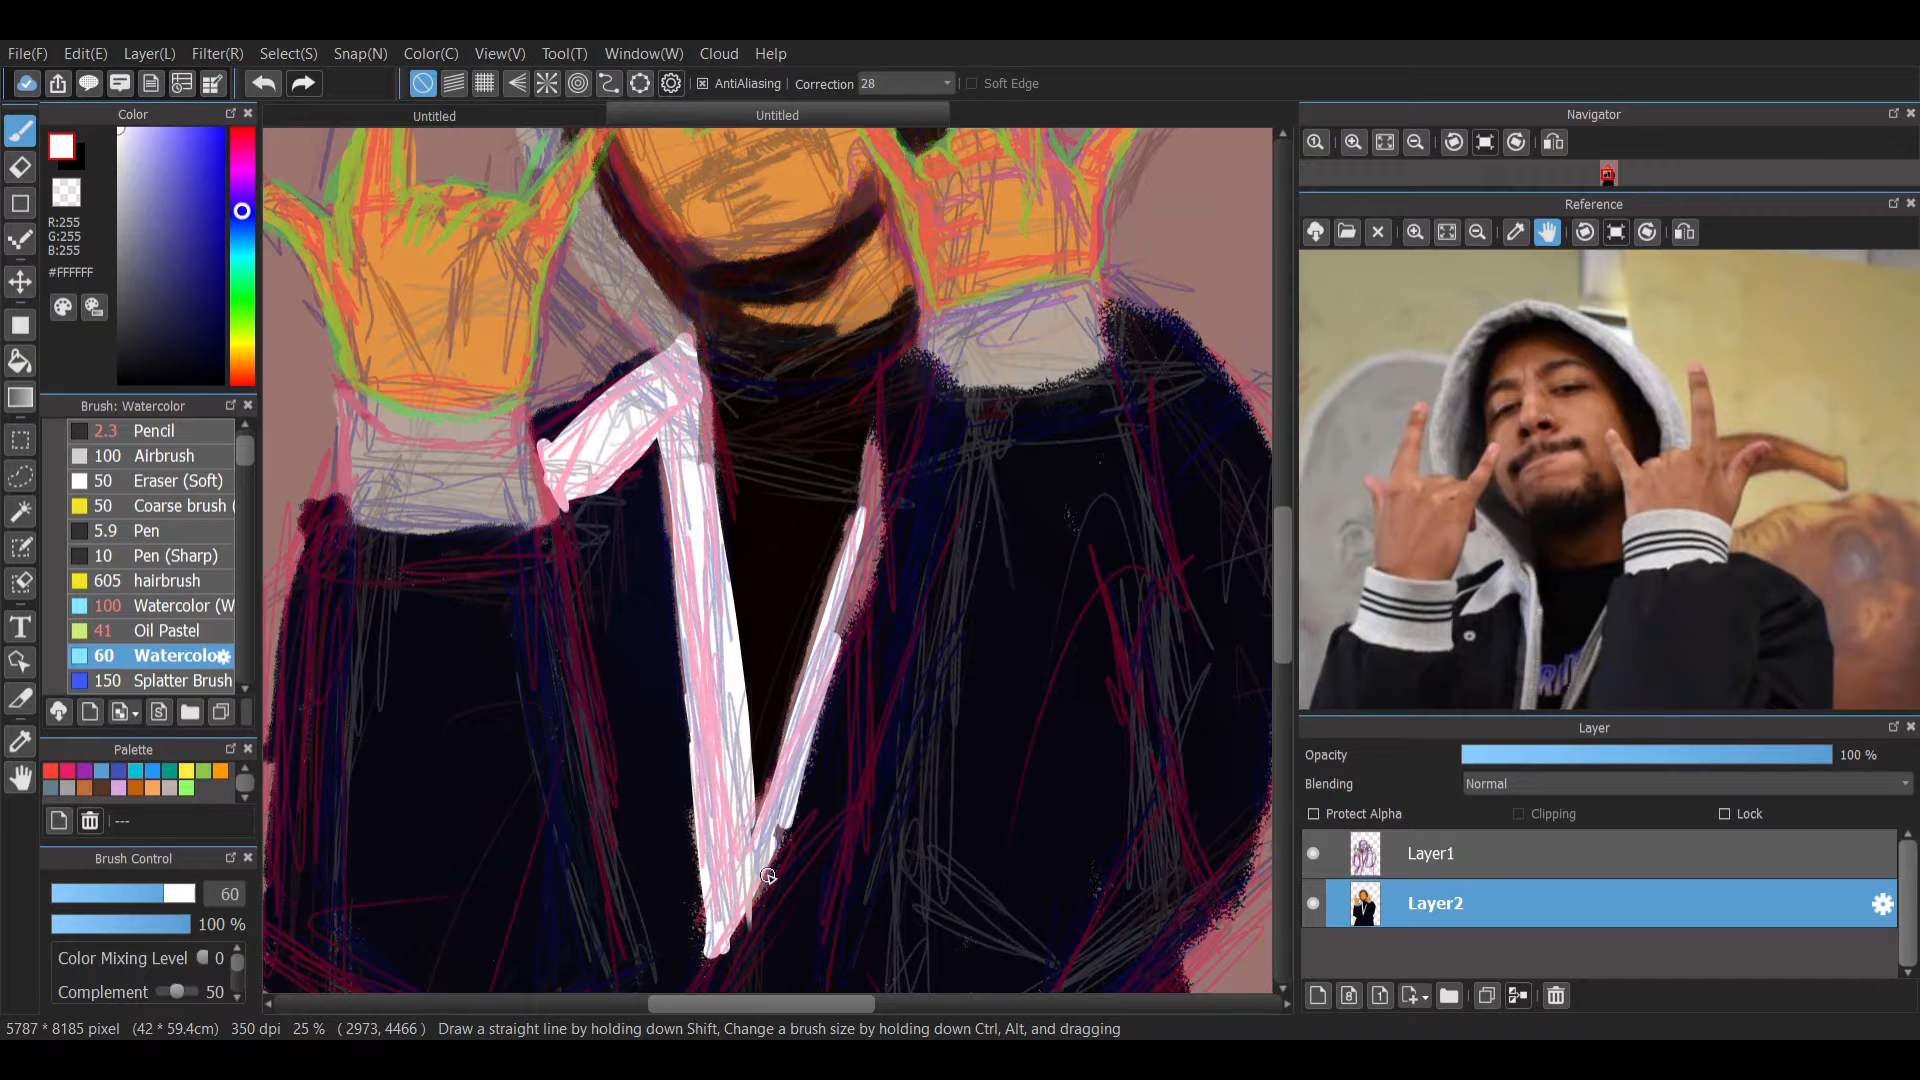 File(F) Edit(E) Layer(L) Filter(R) Select(S) Snap(N) Color(C) View(V) Tool(T) Window(W) Cloud Help
AntiAliasing Correction 28 Soft Edge
Color
Untitled
Untitled
Navigator
R:255
G:255
B:255
#FFFFFF
Reference
Brush: Watercolor
2.3 Pencil
100 Airbrush
50 Eraser (Soft)
50 Coarse brush (
5.9 Pen
10 Pen (Sharp)
605 hairbrush
100 Watercolor (W
41 Oil Pastel
60 Watercolo
150 Splatter Brush
Palette
---
Brush Control
60
100 %
Color Mixing Level 0
Complement 50
Layer
Opacity 100 %
Blending Normal
Protect Alpha Clipping Lock
Layer1
Layer2
5787 * 8185 pixel (42 * 59.4cm) 350 dpi 25 % ( 2973, 4466 ) Draw a straight line by holding down Shift, Change a brush size by holding down Ctrl, Alt, and dragging